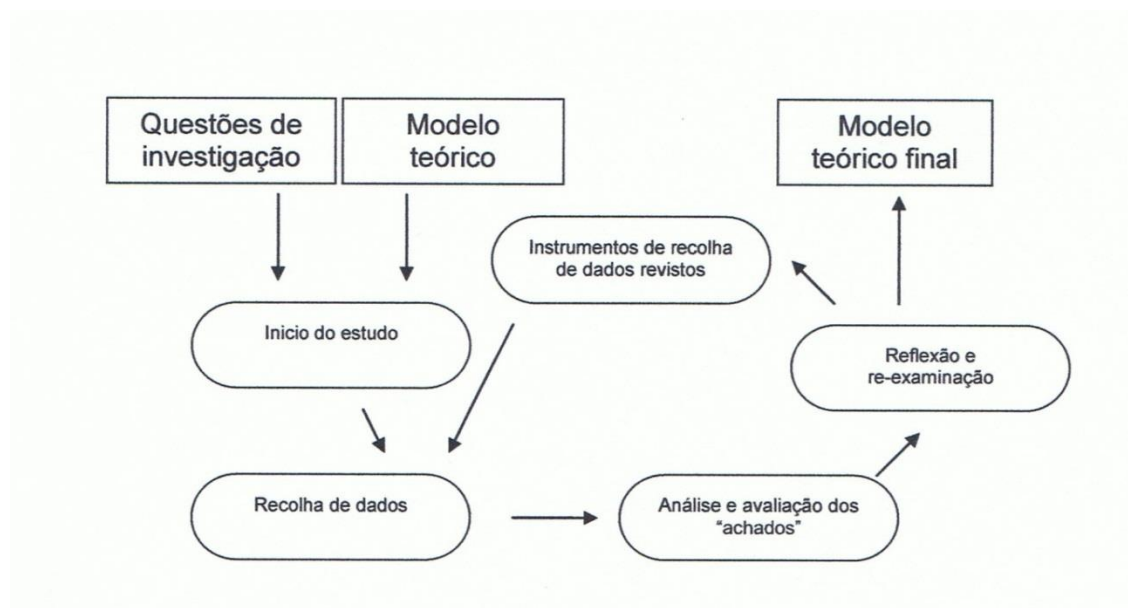 Questões de
investigação
Modelo
teórico
Modelo
teórico final
Instrumentos de recolha
de dados revistos
Inicio do estudo
Reflexão e
re-examinação
Recolha de dados
Análise e avaliação dos
“achados”